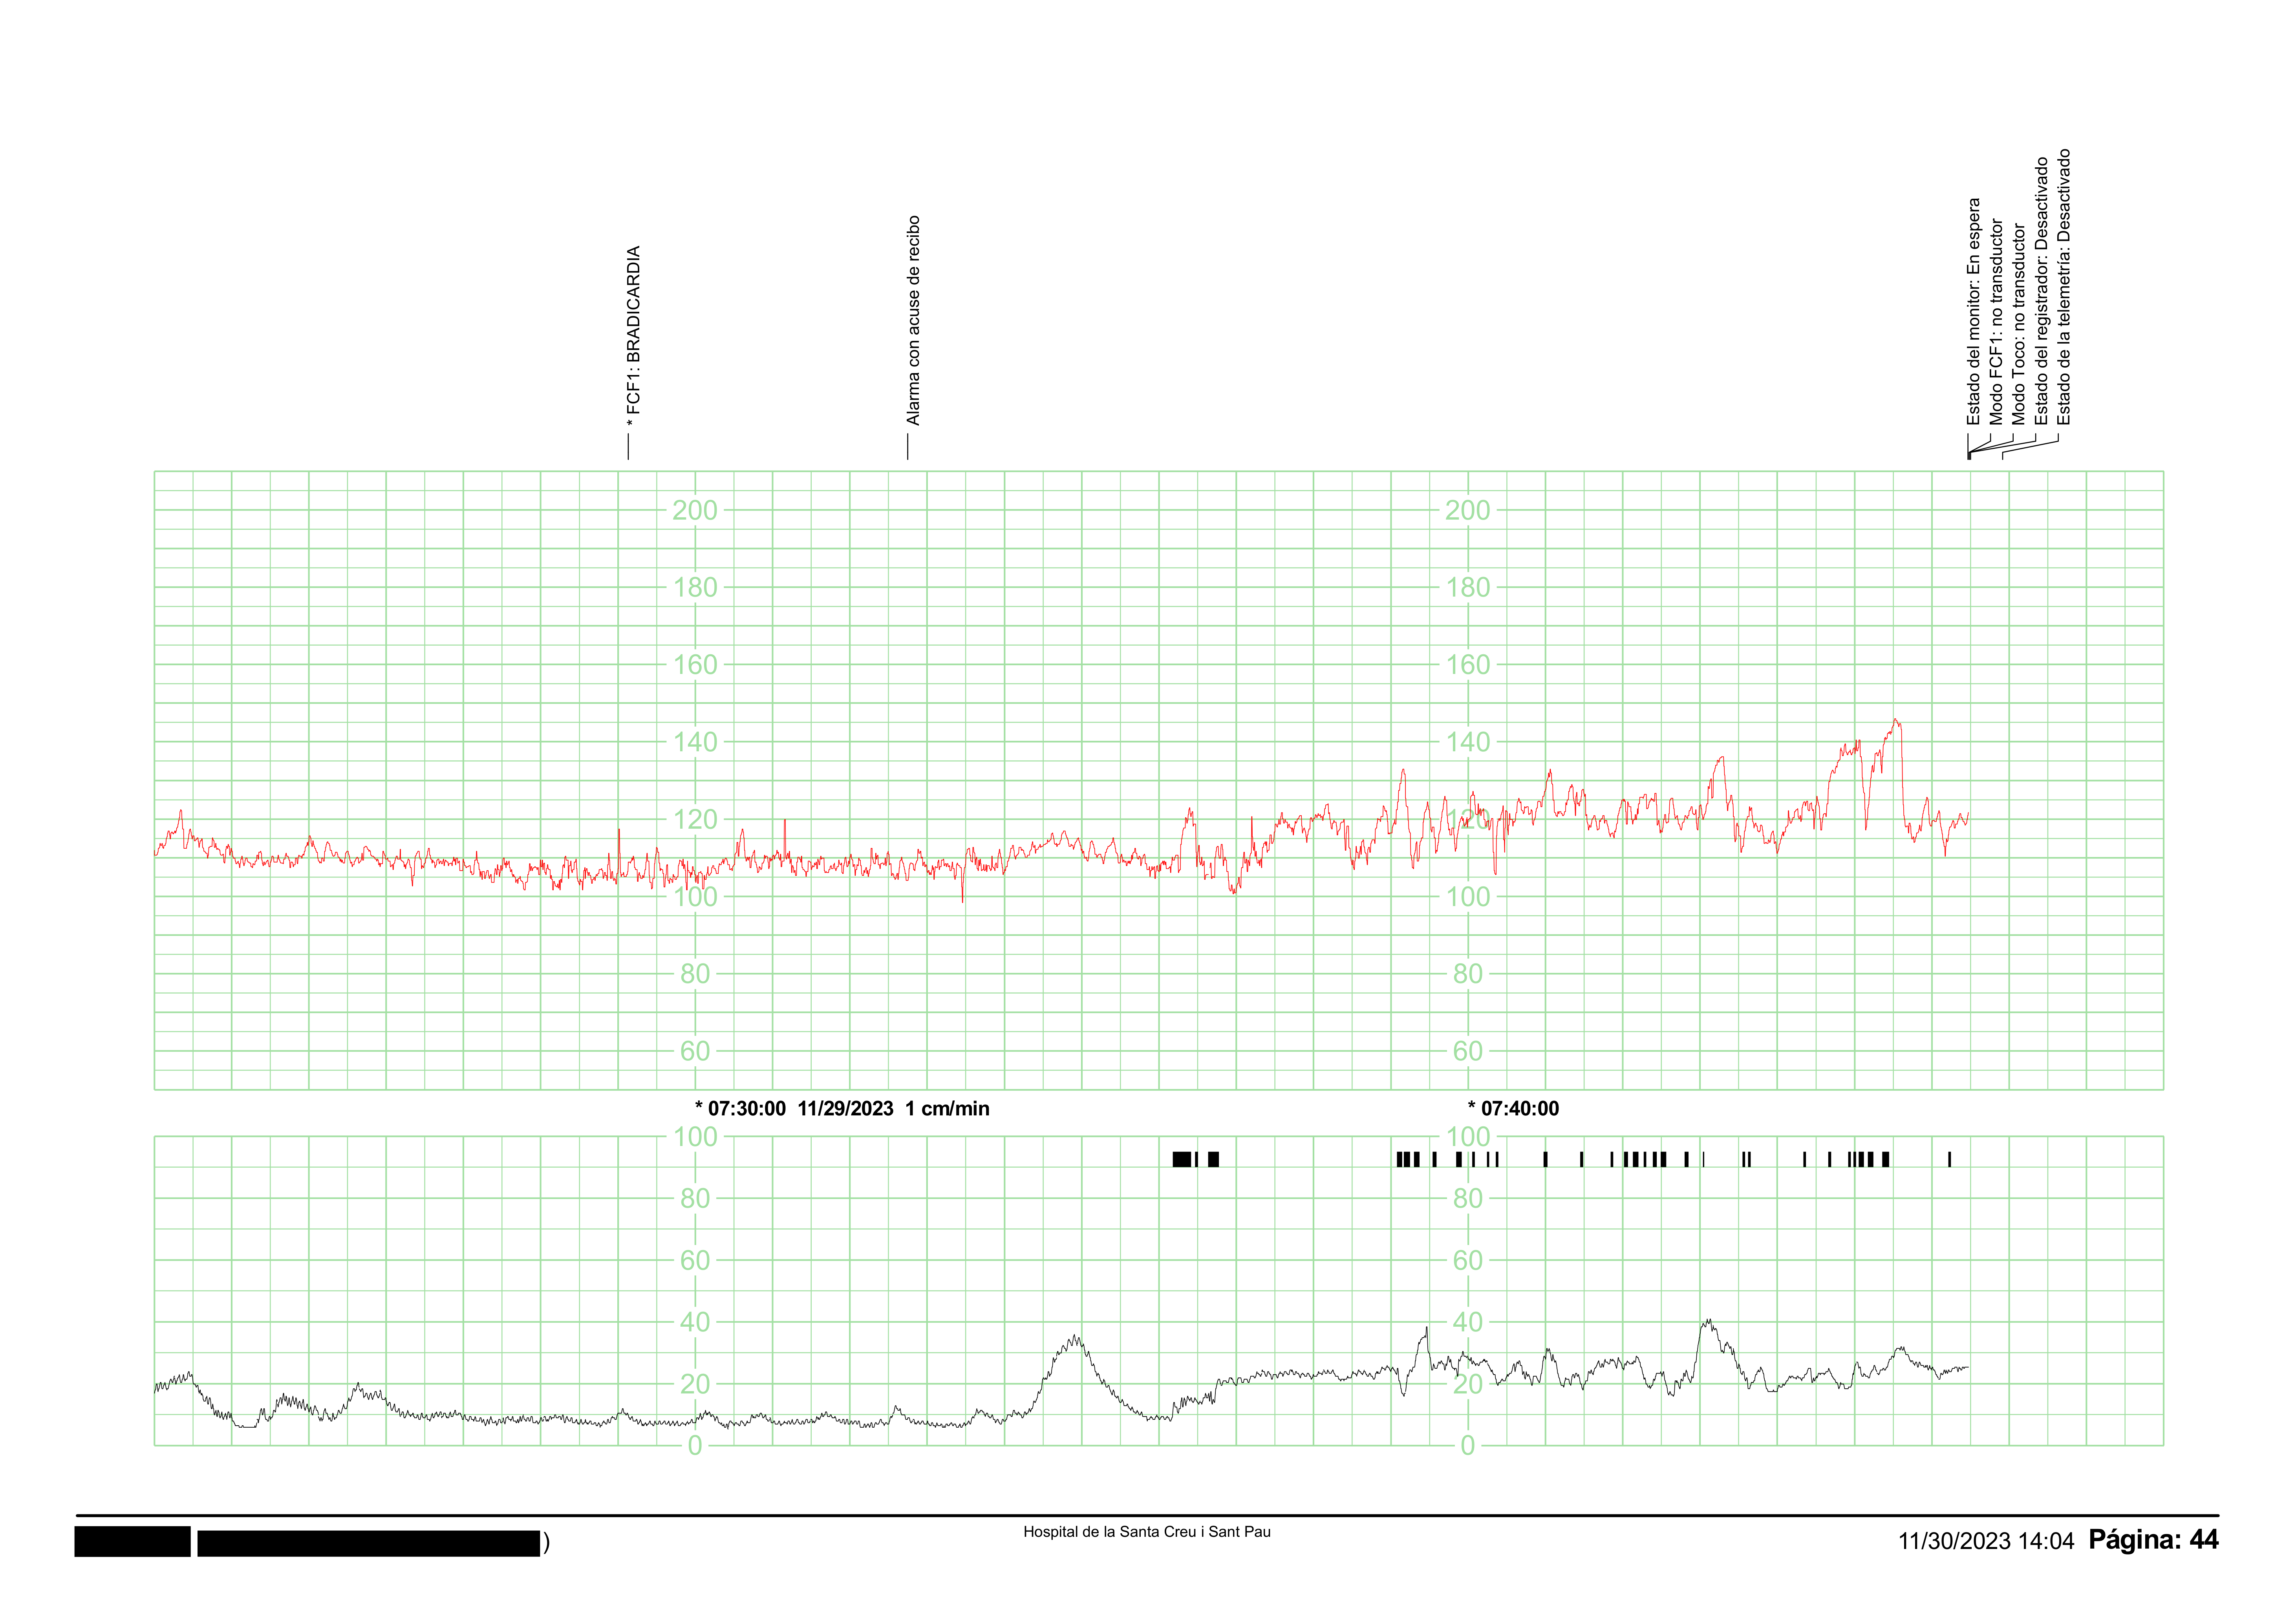 * FCF1: BRADICARDIA
Alarma con acuse de recibo
Estado del monitor: En espera
Modo FCF1: no transductor
Modo Toco: no transductor
Estado del registrador: Desactivado
Estado de la telemetría: Desactivado
200 200
180 180
160 160
140 140
120 120
100 100
80 80
60 60
* 07:30:00 11/29/2023 1 cm/min * 07:40:00
100 100
80 80
60 60
40 40
20 20
0 0
) Hospital de la Santa Creu i Sant Pau 11/30/2023 14:04 Página: 44